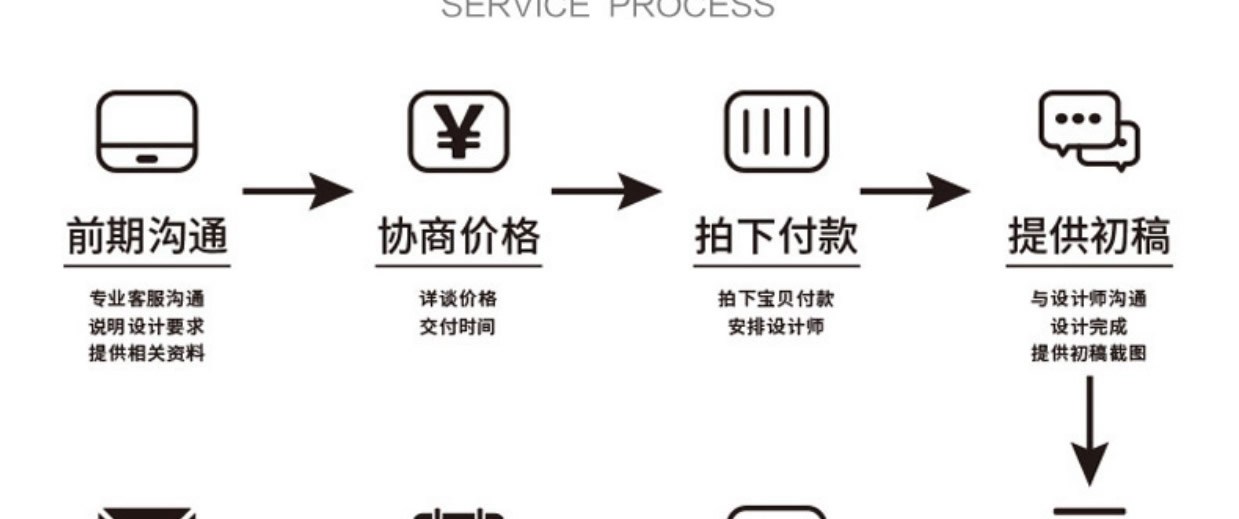 SERVICE PROCESS
前期沟通
专业客服沟通
说明设计要求
提供相关资料
¥
协商价格
详谈价格
交付时间
拍下付款
拍下宝贝付款
安排设计师
提供初稿
与设计师沟通
设计完成
提供初稿截图